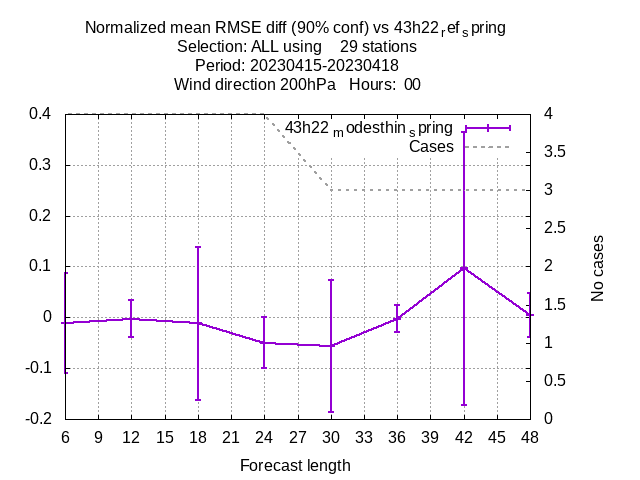 Normalized mean RMSE diff (90% conf) vs 43h22refspring
Selection: ALL using    29 stations
Period: 20230415-20230418
Wind direction 200hPa   Hours:  00
43h22modesthinspring
Cases
0.4
0.3
0.2
0.1
0
-0.1
-0.2
4
3.5
3
2.5
2
1.5
1
0.5
0
No cases
6 9 12 15 18 21 24 27 30 33 36 39 42 45 48
Forecast length